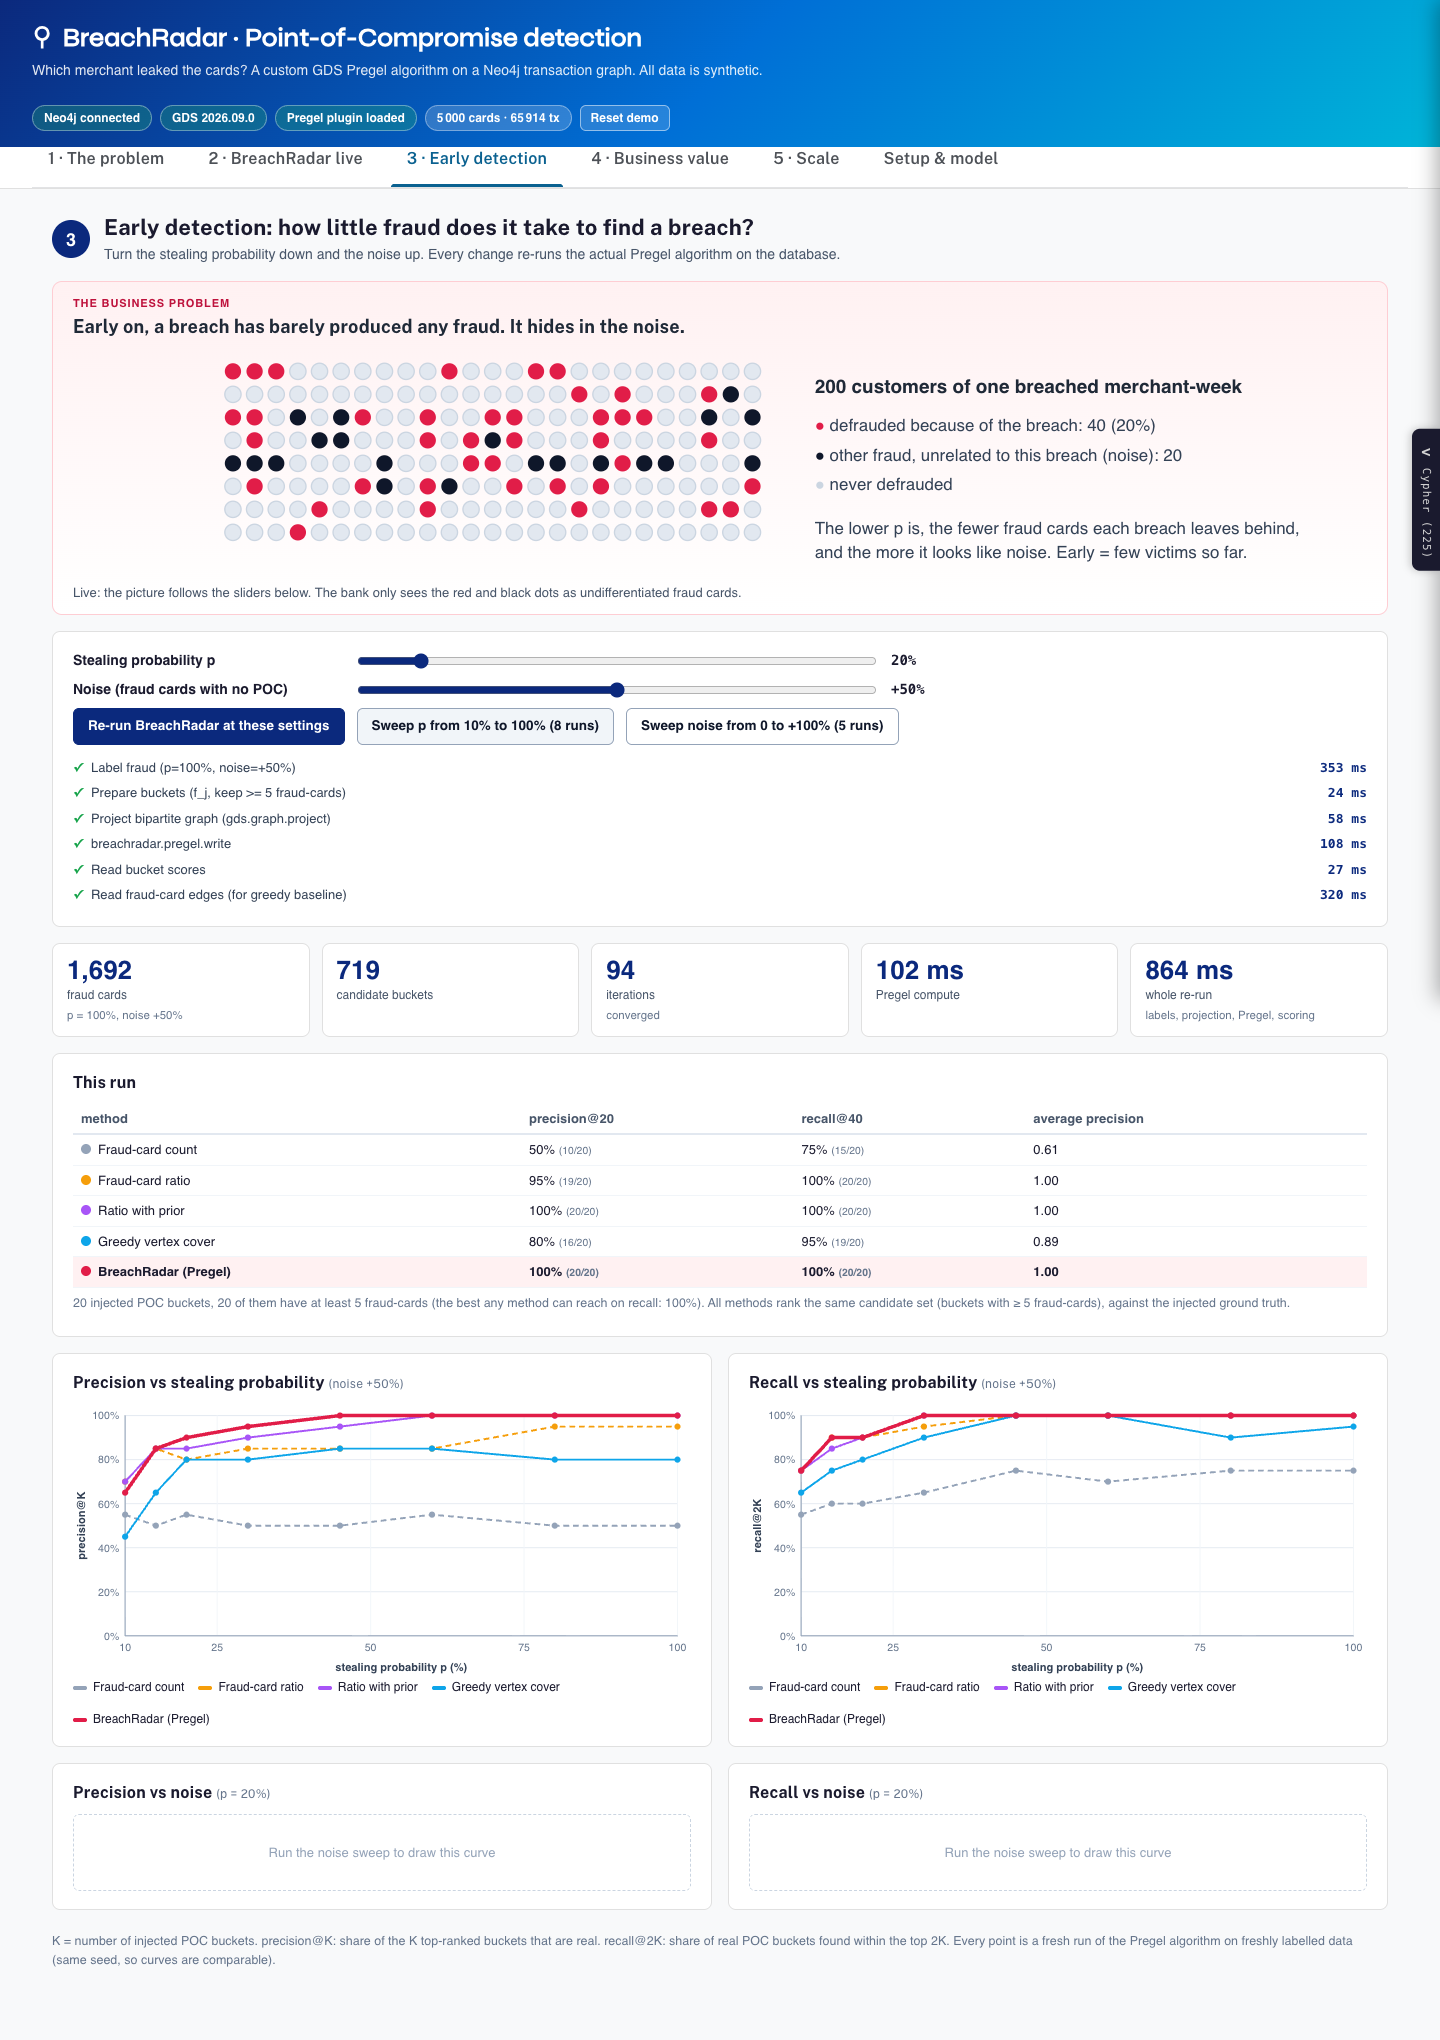 BreachRadar · Point-of-Compromise detection
Which merchant leaked the cards? A custom GDS Pregel algorithm on a Neo4j transaction graph. All data is synthetic.
Neo4j connected
GDS 2026.09.0
Pregel plugin loaded
5 000 cards · 65 914 tx
Reset demo
1 · The problem
2 · BreachRadar live
3 · Early detection
4 · Business value
5 · Scale
Setup & model
3
Early detection: how little fraud does it take to find a breach?
Turn the stealing probability down and the noise up. Every change re-runs the actual Pregel algorithm on the database.
THE BUSINESS PROBLEM
Early on, a breach has barely produced any fraud. It hides in the noise.
200 customers of one breached merchant-week
● defrauded because of the breach: 40 (20%)
● other fraud, unrelated to this breach (noise): 20
● never defrauded
The lower p is, the fewer fraud cards each breach leaves behind,
and the more it looks like noise. Early = few victims so far.
Live: the picture follows the sliders below. The bank only sees the red and black dots as undifferentiated fraud cards.
Cypher (225)
Stealing probability p
20%
Noise (fraud cards with no POC)
+50%
Re-run BreachRadar at these settings
Sweep p from 10% to 100% (8 runs)
Sweep noise from 0 to +100% (5 runs)
✓ Label fraud (p=100%, noise=+50%) 353 ms
✓ Prepare buckets (f_j, keep >= 5 fraud-cards) 24 ms
✓ Project bipartite graph (gds.graph.project) 58 ms
✓ breachradar.pregel.write 108 ms
✓ Read bucket scores 27 ms
✓ Read fraud-card edges (for greedy baseline) 320 ms
1,692
fraud cards
p = 100%, noise +50%
719
candidate buckets
94
iterations
converged
102 ms
Pregel compute
864 ms
whole re-run
labels, projection, Pregel, scoring
This run
method precision@20 recall@40 average precision
Fraud-card count 50% (10/20) 75% (15/20) 0.61
Fraud-card ratio 95% (19/20) 100% (20/20) 1.00
Ratio with prior 100% (20/20) 100% (20/20) 1.00
Greedy vertex cover 80% (16/20) 95% (19/20) 0.89
BreachRadar (Pregel) 100% (20/20) 100% (20/20) 1.00
20 injected POC buckets, 20 of them have at least 5 fraud-cards (the best any method can reach on recall: 100%). All methods rank the same candidate set (buckets with ≥ 5 fraud-cards), against the injected ground truth.
Precision vs stealing probability (noise +50%)
100%
80%
60%
40%
20%
0%
precision@K
10 25 50 75 100
stealing probability p (%)
Fraud-card count Fraud-card ratio Ratio with prior Greedy vertex cover
BreachRadar (Pregel)
Recall vs stealing probability (noise +50%)
100%
80%
60%
40%
20%
0%
recall@2K
10 25 50 75 100
stealing probability p (%)
Fraud-card count Fraud-card ratio Ratio with prior Greedy vertex cover
BreachRadar (Pregel)
Precision vs noise (p = 20%)
Run the noise sweep to draw this curve
Recall vs noise (p = 20%)
Run the noise sweep to draw this curve
K = number of injected POC buckets. precision@K: share of the K top-ranked buckets that are real. recall@2K: share of real POC buckets found within the top 2K. Every point is a fresh run of the Pregel algorithm on freshly labelled data
(same seed, so curves are comparable).